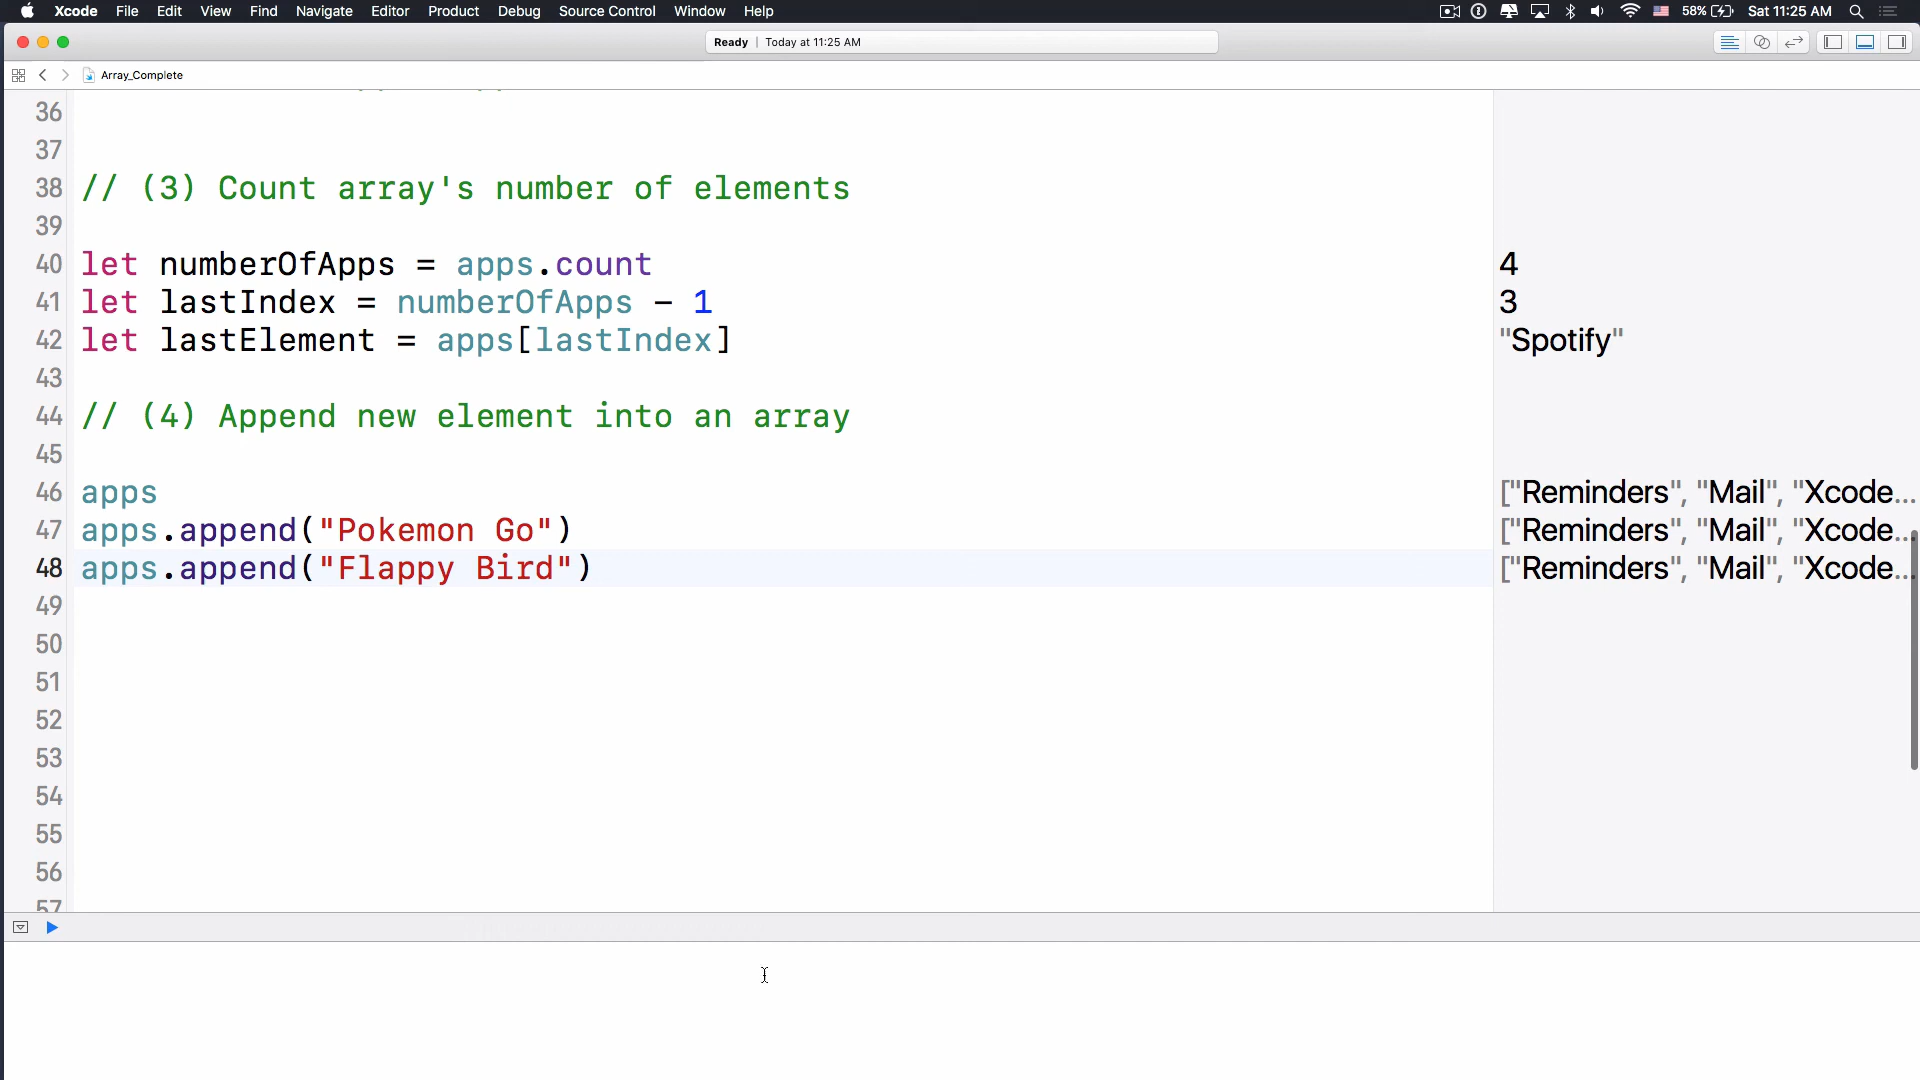 Xcode File Edit View Find Navigate Editor Product Debug Source Control Window Help 58% Sat 11:25 AM
Ready | Today at 11:25 AM
Array_Complete
36
37
38 // (3) Count array's number of elements
39
40 let numberOfApps = apps.count 4
41 let lastIndex = numberOfApps - 1 3
42 let lastElement = apps[lastIndex] "Spotify"
43
44 // (4) Append new element into an array
45
46 apps ["Reminders", "Mail", "Xcode...
47 apps.append("Pokemon Go") ["Reminders", "Mail", "Xcode...
48 apps.append("Flappy Bird") ["Reminders", "Mail", "Xcode...
49
50
51
52
53
54
55
56
57